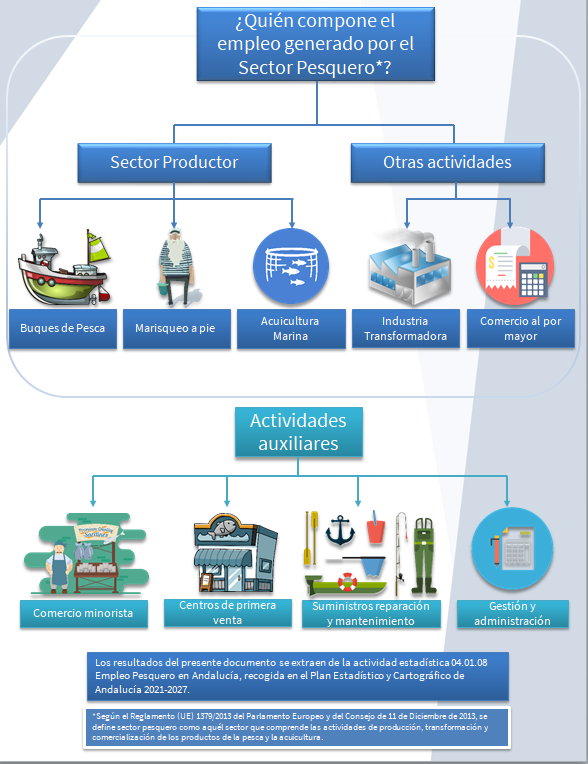 ¿Quién compone el
empleo generado por el
Sector Pesquero*?
Sector Productor
Otras actividades
Buques de Pesca
Marisqueo a pie
Acuicultura
Marina
Industria
Transformadora
Comercio al por
mayor
Actividades
auxiliares
Premium Quality
Sardines
Comercio minorista
Centros de primera
venta
Suministros reparación
y mantenimiento
Gestión y
administración
Los resultados del presente documento se extraen de la actividad estadística 04.01.08
Empleo Pesquero en Andalucía, recogida en el Plan Estadístico y Cartográfico de
Andalucía 2021-2027.
*Según el Reglamento (UE) 1379/2013 del Parlamento Europeo y del Consejo de 11 de Diciembre de 2013, se
define sector pesquero como aquél sector que comprende las actividades de producción, transformación y
comercialización de los productos de la pesca y la acuicultura.